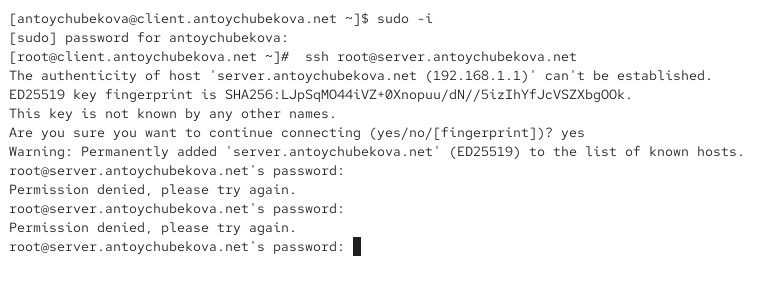 [antoychubekova@client.antoychubekova.net ~]$ sudo -i
[sudo] password for antoychubekova:
[root@client.antoychubekova.net ~]#  ssh root@server.antoychubekova.net
The authenticity of host 'server.antoychubekova.net (192.168.1.1)' can't be established.
ED25519 key fingerprint is SHA256:LJpSqMO44iVZ+0Xnopuu/dN//5izIhYfJcVSZXbgOOk.
This key is not known by any other names.
Are you sure you want to continue connecting (yes/no/[fingerprint])? yes
Warning: Permanently added 'server.antoychubekova.net' (ED25519) to the list of known hosts.
root@server.antoychubekova.net's password:
Permission denied, please try again.
root@server.antoychubekova.net's password:
Permission denied, please try again.
root@server.antoychubekova.net's password: